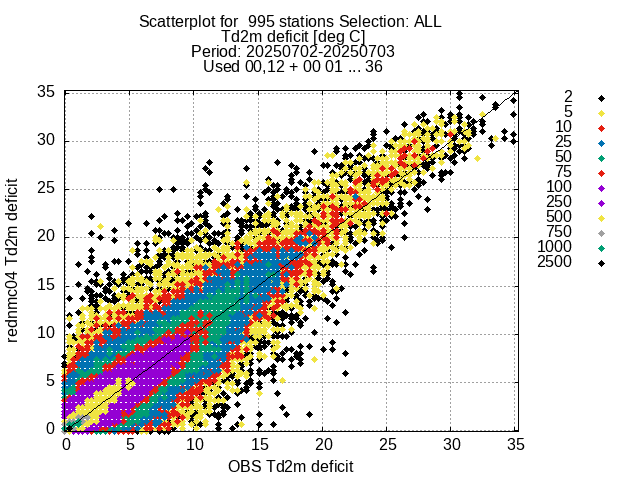 Scatterplot for  995 stations Selection: ALL
Td2m deficit [deg C]
Period: 20250702-20250703
Used 00,12 + 00 01 ... 36
35
30
25
20
15
10
5
0
rednmc04 Td2m deficit
0 5 10 15 20 25 30 35
OBS Td2m deficit
2
5
10
25
50
75
100
250
500
750
1000
2500